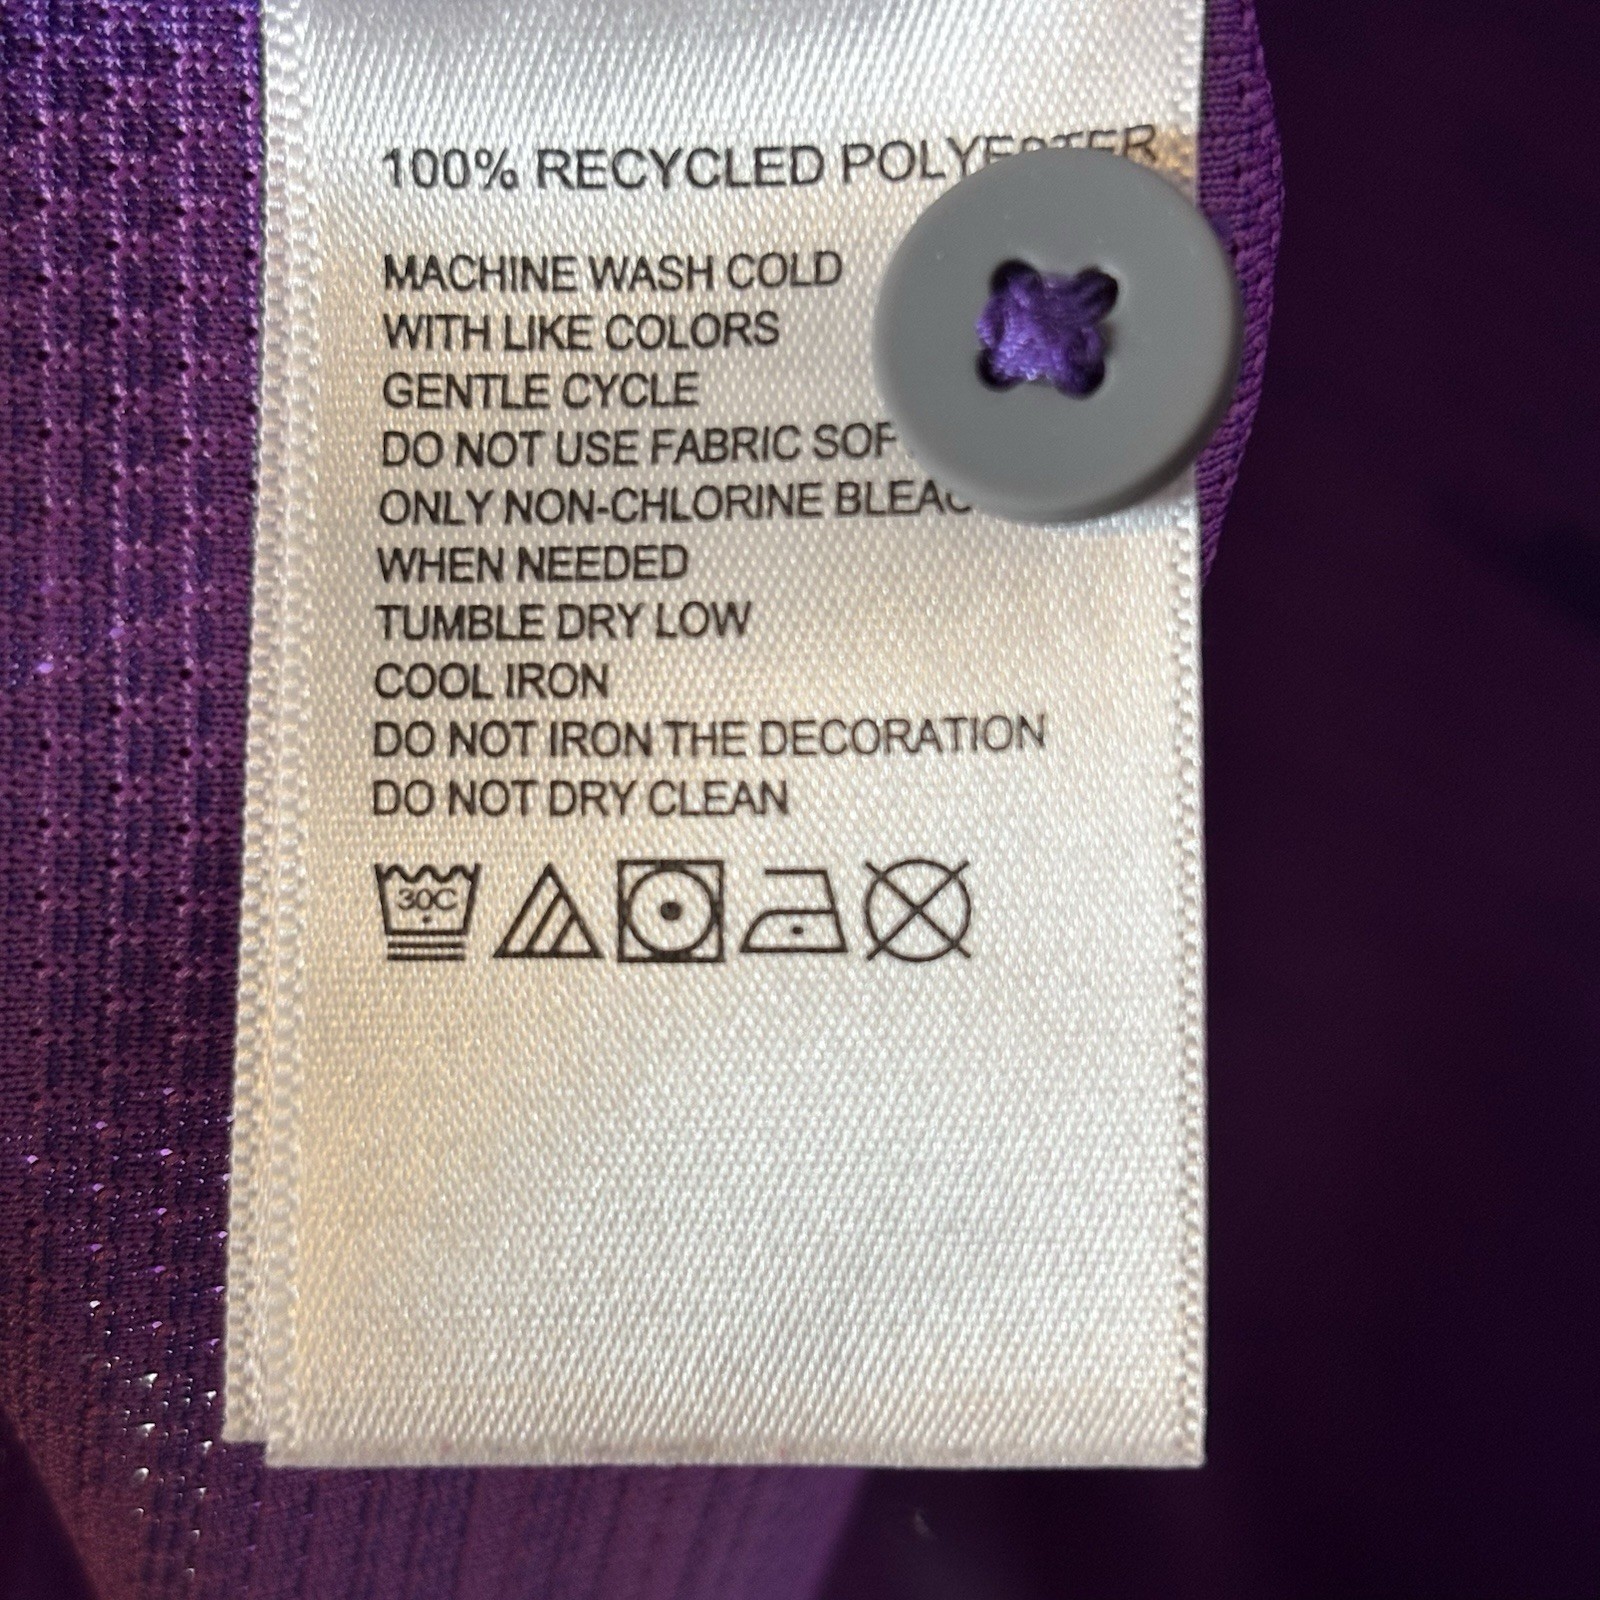 100% RECYCLED POLYESTER
MACHINE WASH COLD
WITH LIKE COLORS
GENTLE CYCLE
DO NOT USE FABRIC SOF
ONLY NON-CHLORINE BLEAC
WHEN NEEDED
TUMBLE DRY LOW
COOL IRON
DO NOT IRON THE DECORATION
DO NOT DRY CLEAN
30C